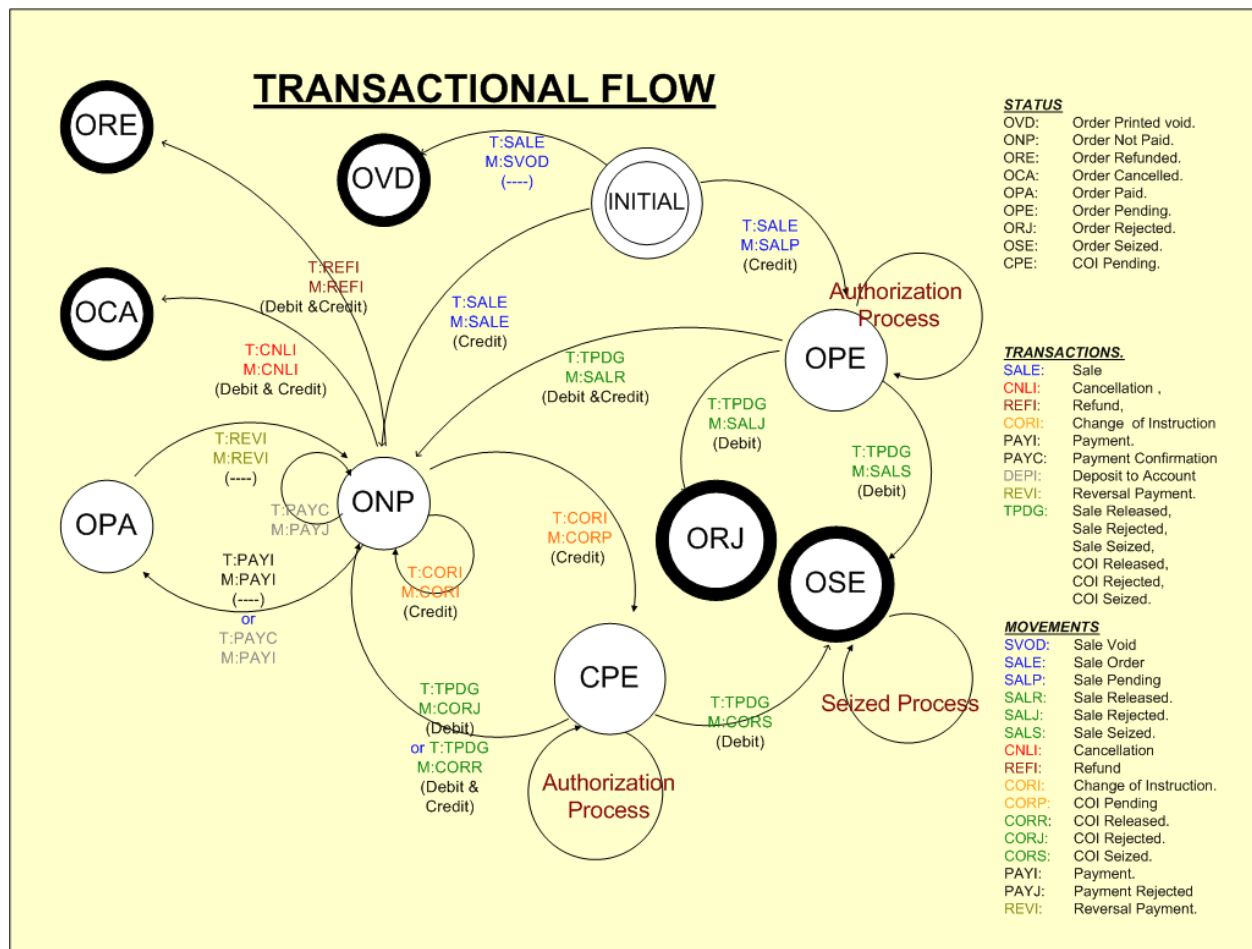 TRANSACTIONAL FLOW
ORE
OVD
T:SALE
M:SVOD
(----)
INITIAL
T:SALE
M:SALP
(Credit)
T:REFI
M:REFI
(Debit &Credit)
OCA
T:SALE
M:SALE
(Credit)
Authorization
Process
OPE
T:CNLI
M:CNLI
(Debit & Credit)
T:TPDG
M:SALR
(Debit &Credit)
T:TPDG
M:SALJ
(Debit)
T:TPDG
M:SALS
(Debit)
T:REVI
M:REVI
(----)
OPA
ONP
T:PAYC
M:PAYJ
T:CORI
M:CORP
(Credit)
ORJ
OSE
T:PAYI
M:PAYI
(----)
or
T:PAYC
M:PAYI
T:CORI
M:CORI
(Credit)
CPE
T:TPDG
M:CORJ
(Debit)
or T:TPDG
M:CORR
(Debit &
Credit)
T:TPDG
M:CORS
(Debit)
Seized Process
Authorization
Process
STATUS
OVD: Order Printed void.
ONP: Order Not Paid.
ORE: Order Refunded.
OCA: Order Cancelled.
OPA: Order Paid.
OPE: Order Pending.
ORJ: Order Rejected.
OSE: Order Seized.
CPE: COI Pending.
TRANSACTIONS.
SALE: Sale
CNLI: Cancellation ,
REFI: Refund,
CORI: Change of Instruction
PAYI: Payment.
PAYC: Payment Confirmation
DEPI: Deposit to Account
REVI: Reversal Payment.
TPDG: Sale Released,
Sale Rejected,
Sale Seized,
COI Released,
COI Rejected,
COI Seized.
MOVEMENTS
SVOD: Sale Void
SALE: Sale Order
SALP: Sale Pending
SALR: Sale Released.
SALJ: Sale Rejected.
SALS: Sale Seized.
CNLI: Cancellation
REFI: Refund
CORI: Change of Instruction.
CORP: COI Pending
CORR: COI Released.
CORJ: COI Rejected.
CORS: COI Seized.
PAYI: Payment.
PAYJ: Payment Rejected
REVI: Reversal Payment.